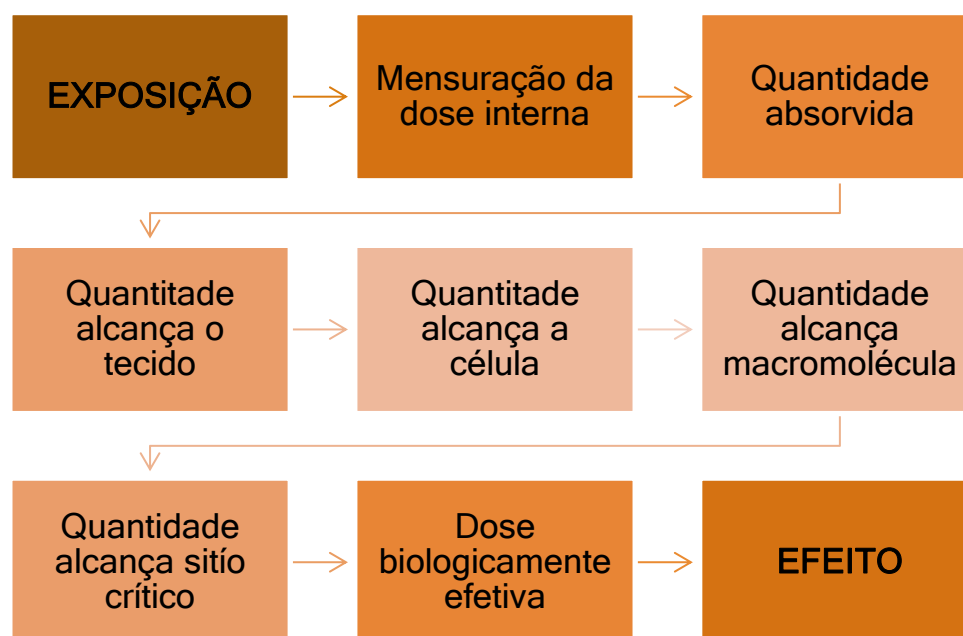 EXPOSIÇÃO
Mensuração da
dose interna
Quantidade
absorvida
Quantitade
alcança o
tecido
Quantitade
alcança a
célula
Quantidade
alcança
macromolécula
Quantidade
alcança sitío
crítico
Dose
biologicamente
efetiva
EFEITO